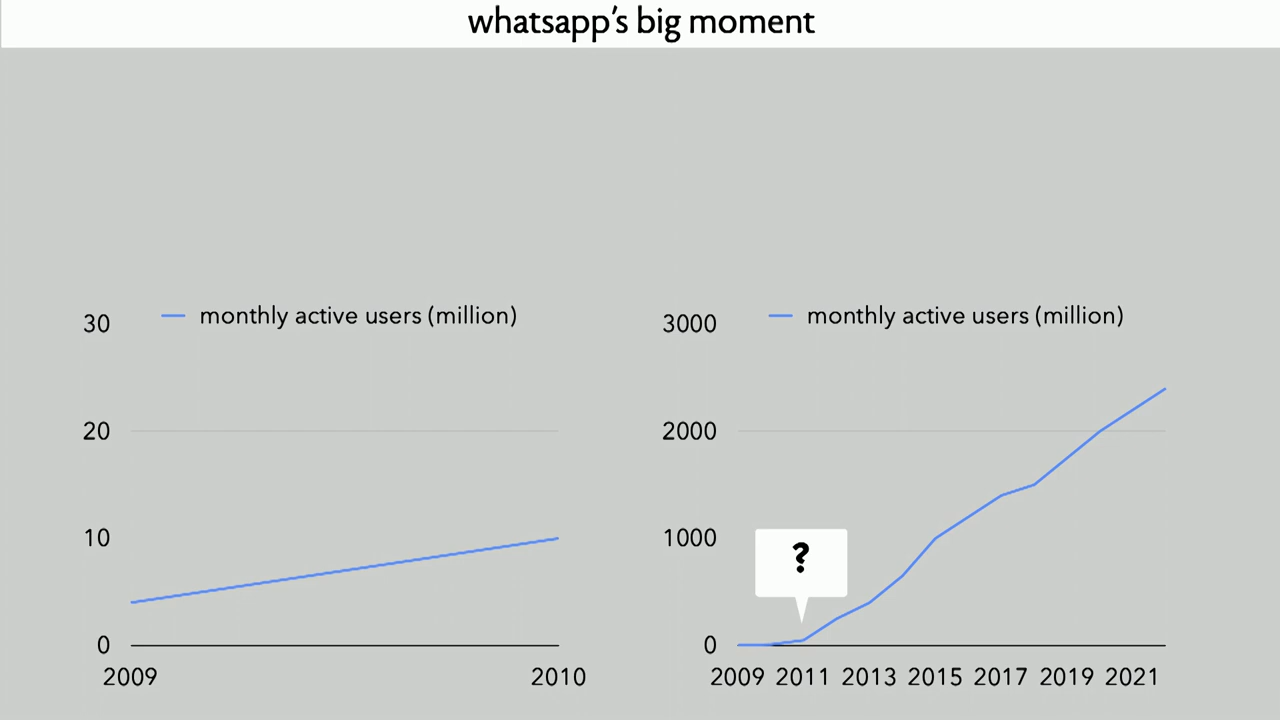 whatsapp's big moment
monthly active users (million)
30
20
10
0
2009 2010
monthly active users (million)
3000
2000
1000
0
?
2009 2011 2013 2015 2017 2019 2021